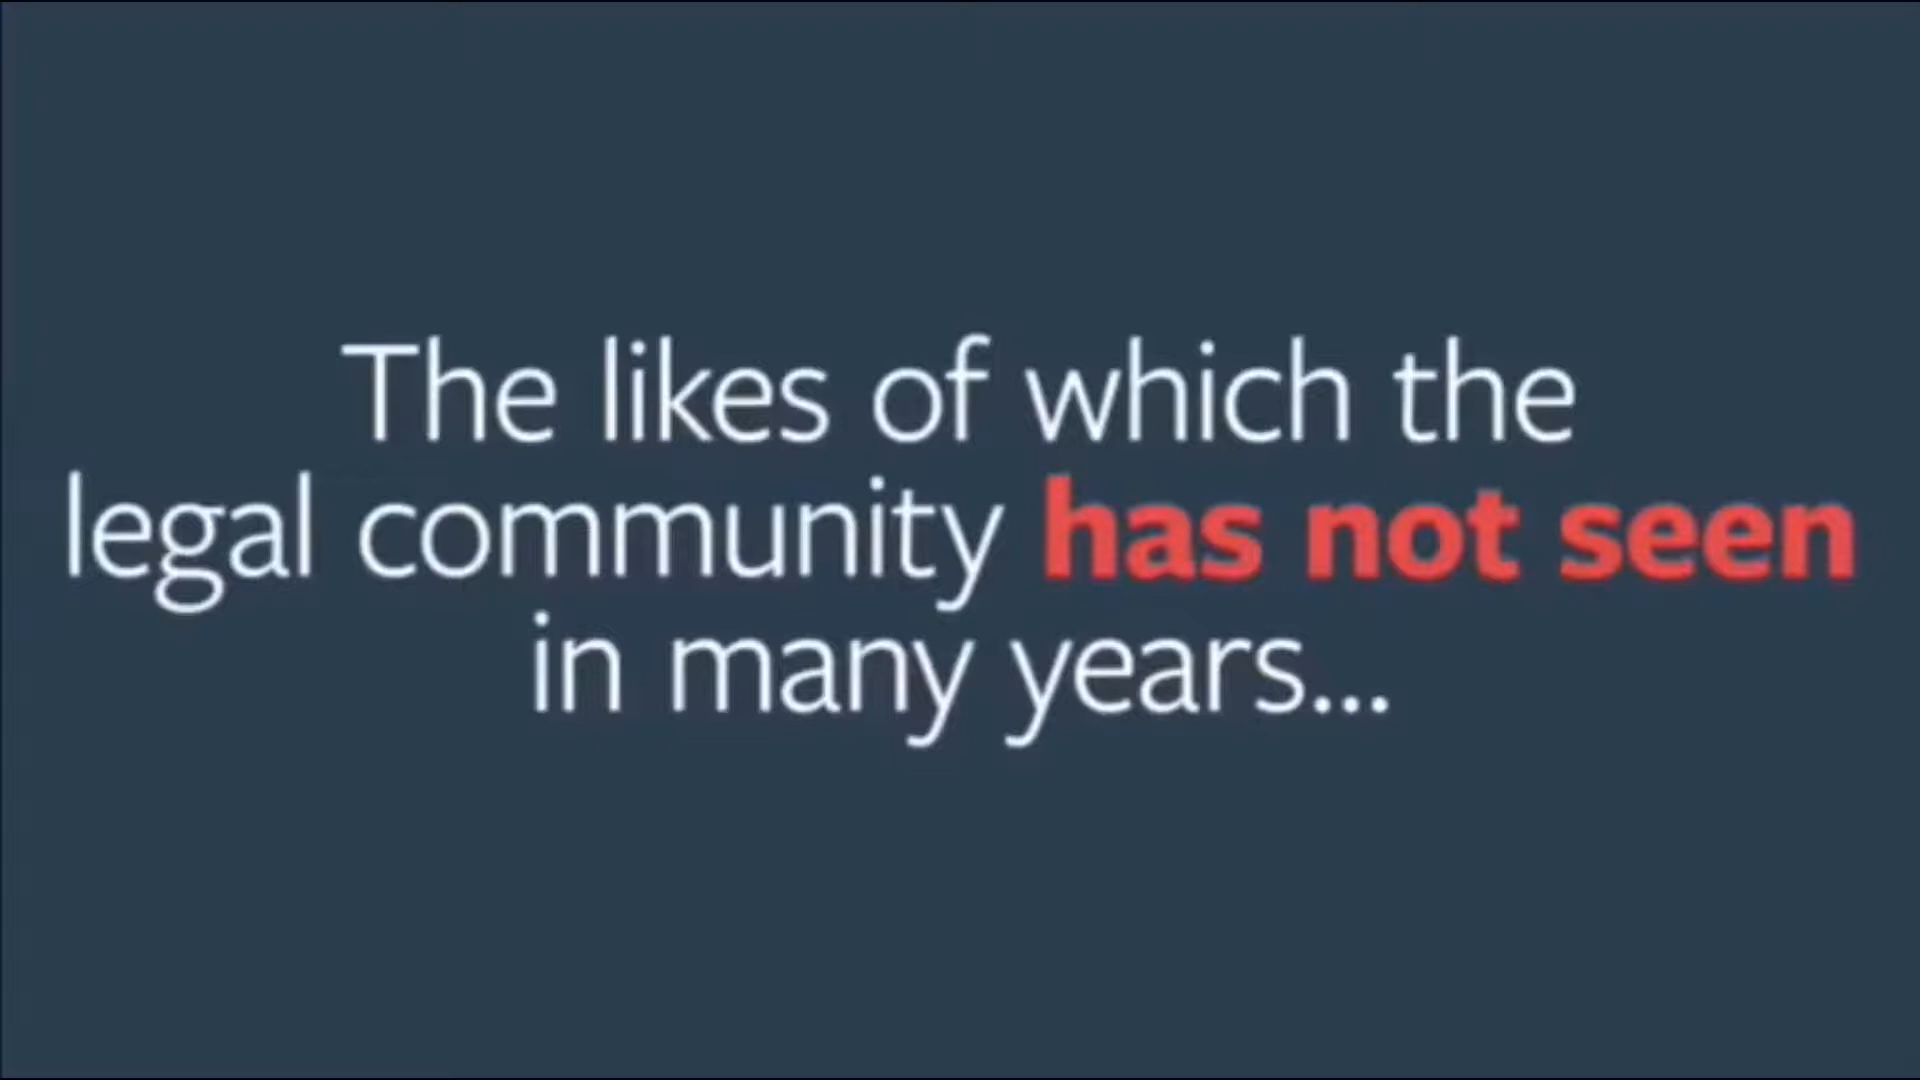 The likes of which the
legal community has not seen
in many years...